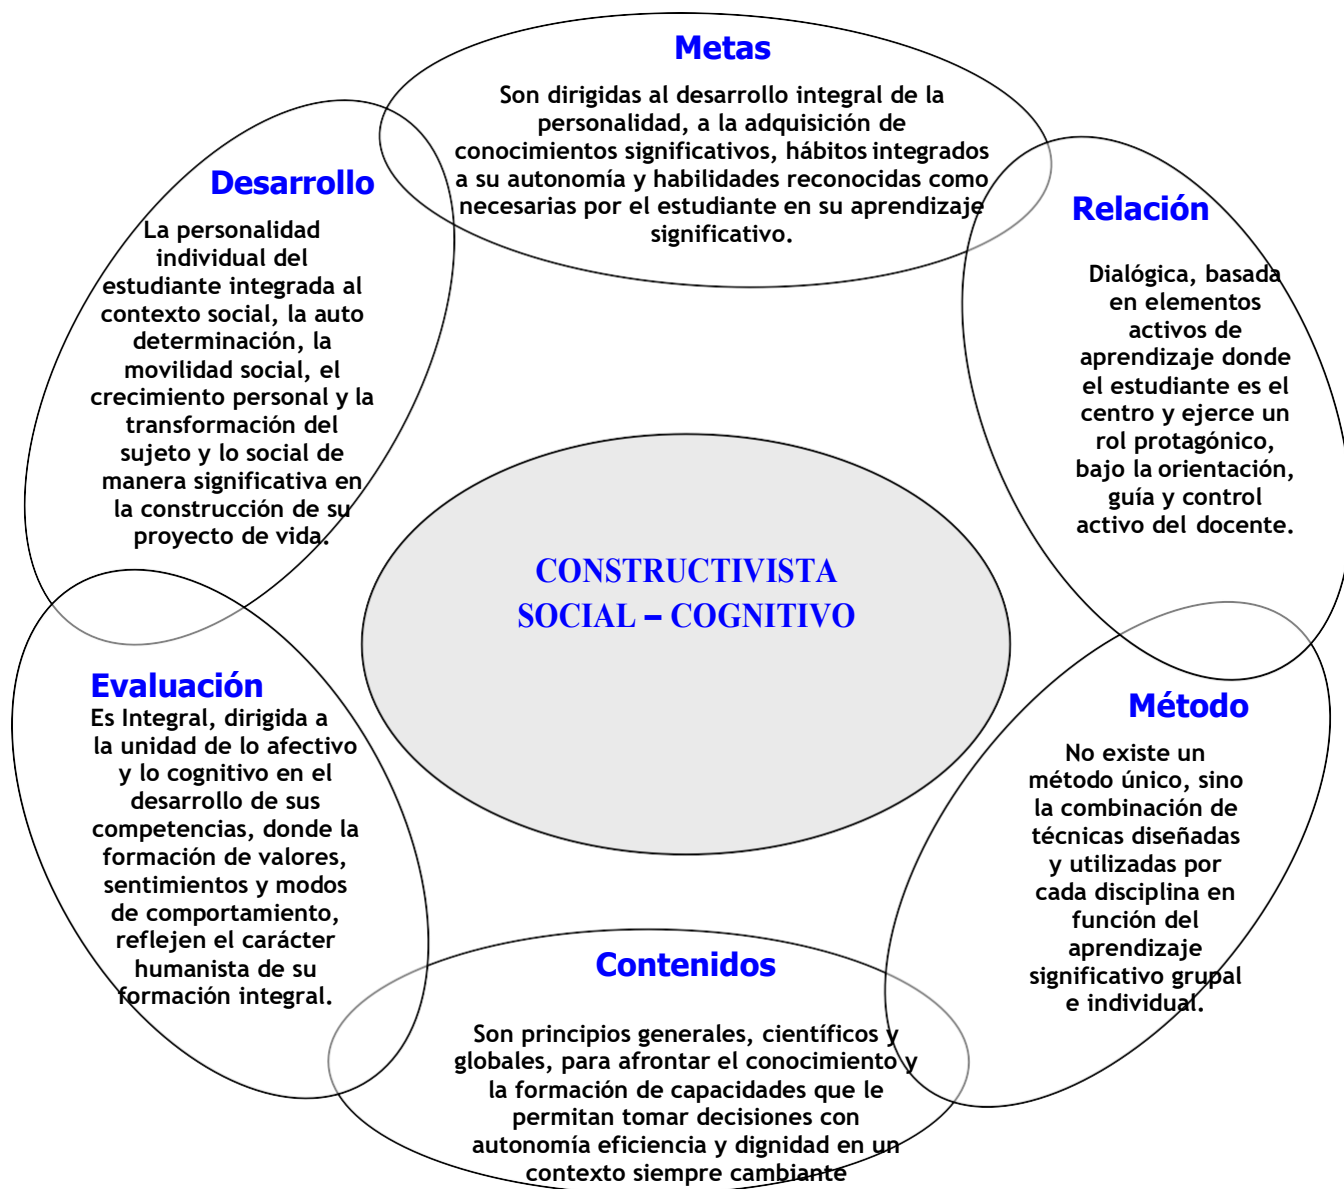 Metas
Son dirigidas al desarrollo integral de la
personalidad, a la adquisición de
conocimientos significativos, hábitos integrados
a su autonomía y habilidades reconocidas como
necesarias por el estudiante en su aprendizaje
significativo.
Relación
Dialógica, basada
en elementos
activos de
aprendizaje donde
el estudiante es el
centro y ejerce un
rol protagónico,
bajo la orientación,
guía y control
activo del docente.
Método
No existe un
método único, sino
la combinación de
técnicas diseñadas
y utilizadas por
cada disciplina en
función del
aprendizaje
significativo grupal
e individual.
Contenidos
Son principios generales, científicos y
globales, para afrontar el conocimiento y
la formación de capacidades que le
permitan tomar decisiones con
autonomía eficiencia y dignidad en un
contexto siempre cambiante
Evaluación
Es Integral, dirigida a
la unidad de lo afectivo
y lo cognitivo en el
desarrollo de sus
competencias, donde la
formación de valores,
sentimientos y modos
de comportamiento,
reflejen el carácter
humanista de su
formación integral.
Desarrollo
La personalidad
individual del
estudiante integrada al
contexto social, la auto
determinación, la
movilidad social, el
crecimiento personal y la
transformación del
sujeto y lo social de
manera significativa en
la construcción de su
proyecto de vida.
CONSTRUCTIVISTA
SOCIAL – COGNITIVO